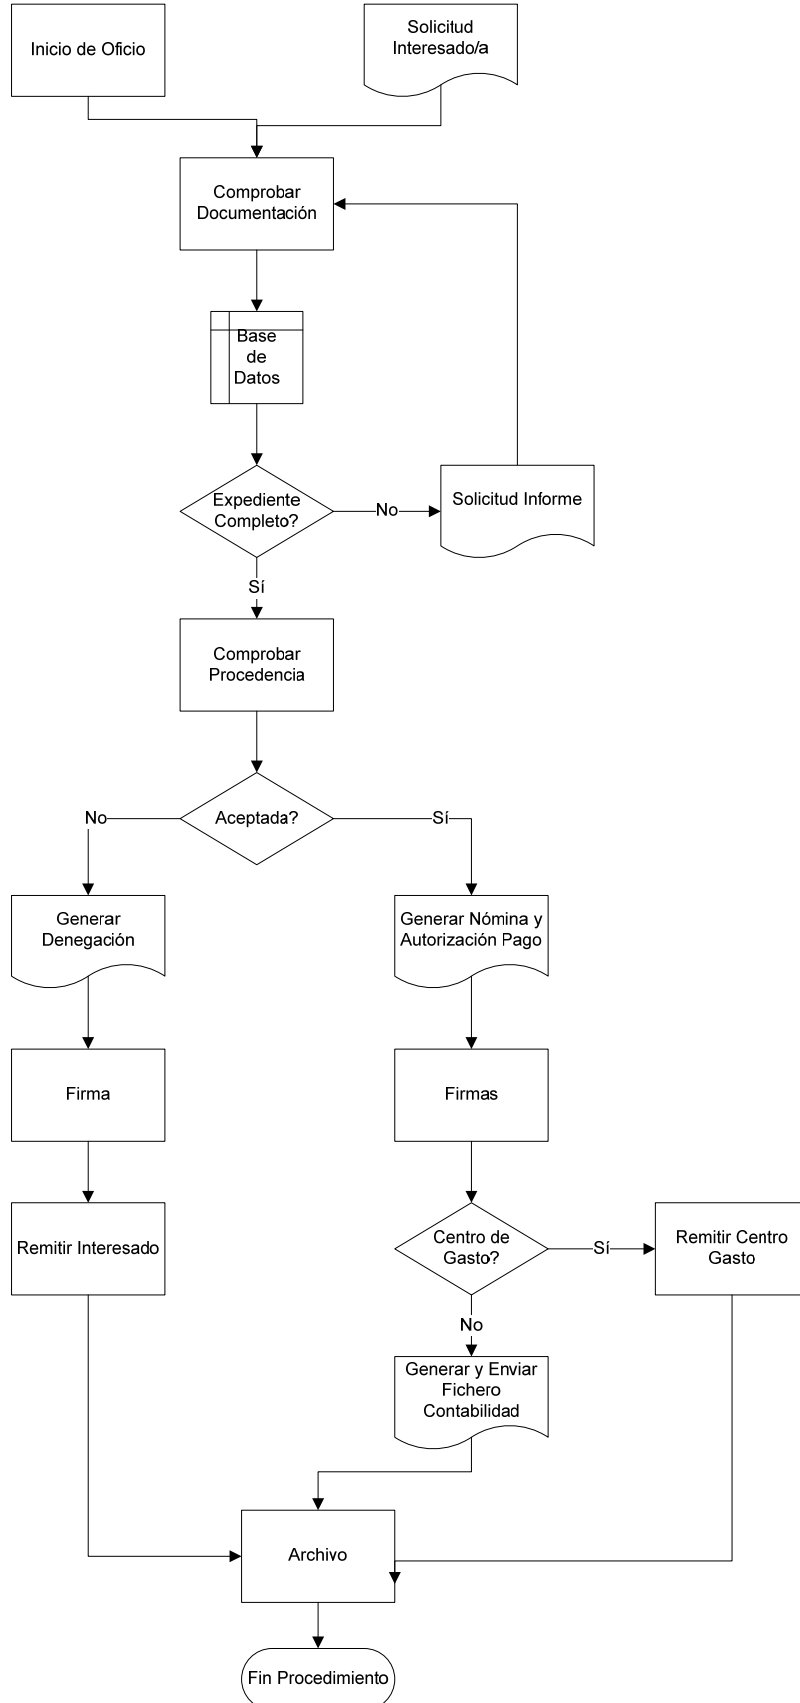 Inicio de Oficio
Solicitud
Interesado/a
Comprobar
Documentación
Base
de
Datos
Expediente
Completo?
No
Solicitud Informe
Sí
Comprobar
Procedencia
No
Aceptada?
Sí
Generar
Denegación
Generar Nómina y
Autorización Pago
Firma
Firmas
Remitir Interesado
Centro de
Gasto?
Sí
Remitir Centro
Gasto
No
Generar y Enviar
Fichero
Contabilidad
Archivo
Fin Procedimiento